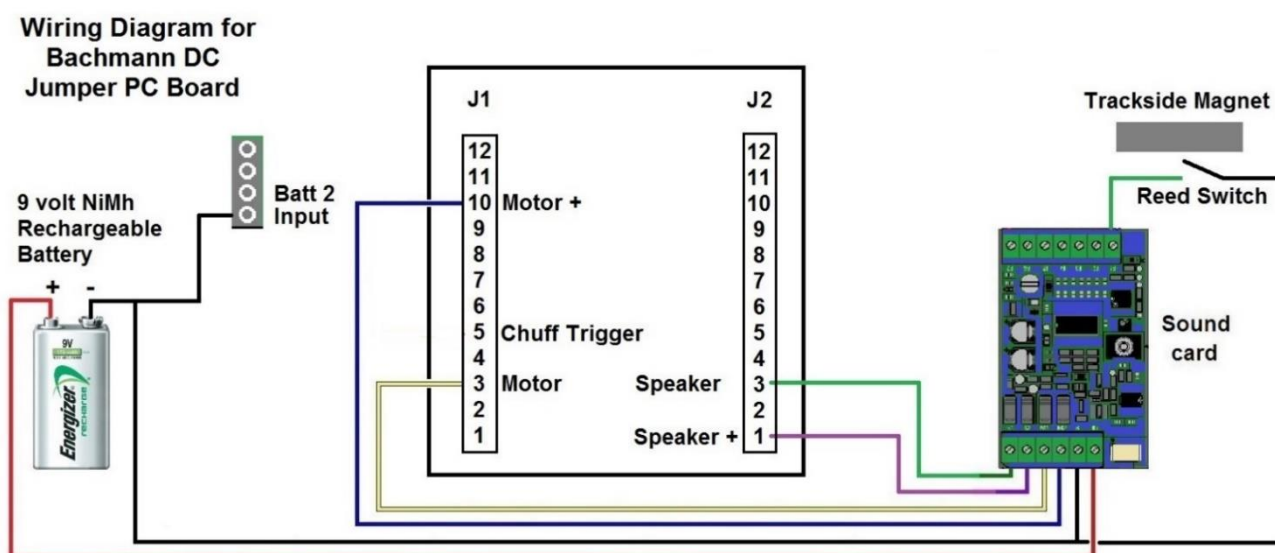 Wiring Diagram for
Bachmann DC
Jumper PC Board
J1
J2
Trackside Magnet
Reed Switch
9 volt NiMh
Rechargeable
Battery
+ -
Batt 2
Input
12
11
10 Motor +
9
8
7
6
5 Chuff Trigger
4
3 Motor
2
1
12
11
10
9
8
7
6
5
4
Speaker 3
2
Speaker + 1
Sound
card
9V
Energizer
recharge